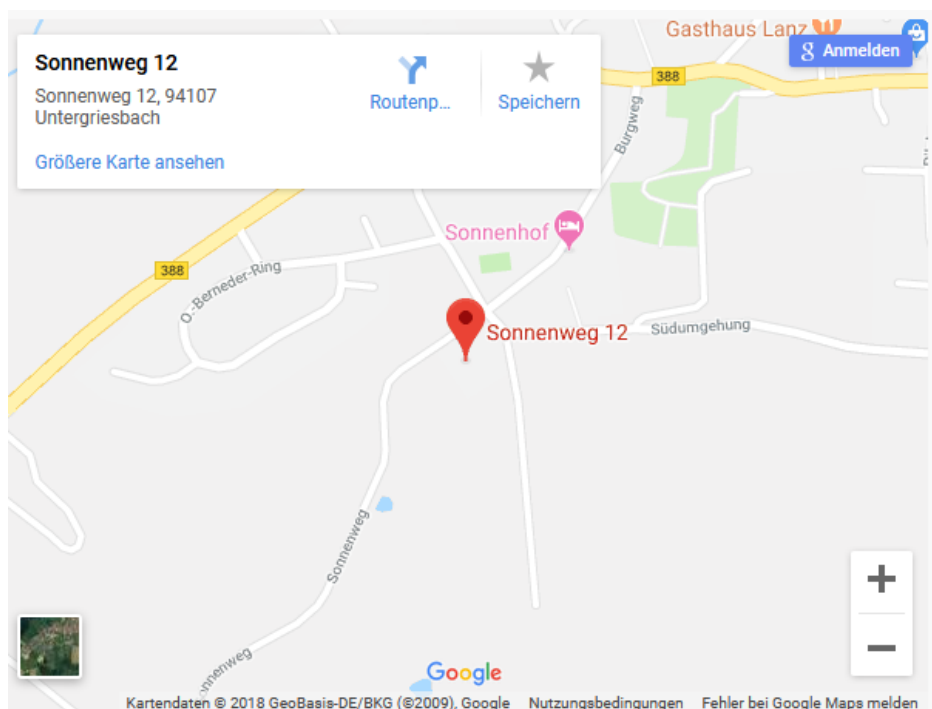 Sonnenweg 12
Sonnenweg 12, 94107
Untergriesbach
Größere Karte ansehen
Routenp...
Speichern
Gasthaus Lanz
Anmelden
388
Burgweg
Sonnenhof
388
O.-Berneder-Ring
Sonnenweg 12
Südumgehung
Sonnenweg
Google
Kartendaten © 2018 GeoBasis-DE/BKG (©2009), Google Nutzungsbedingungen Fehler bei Google Maps melden